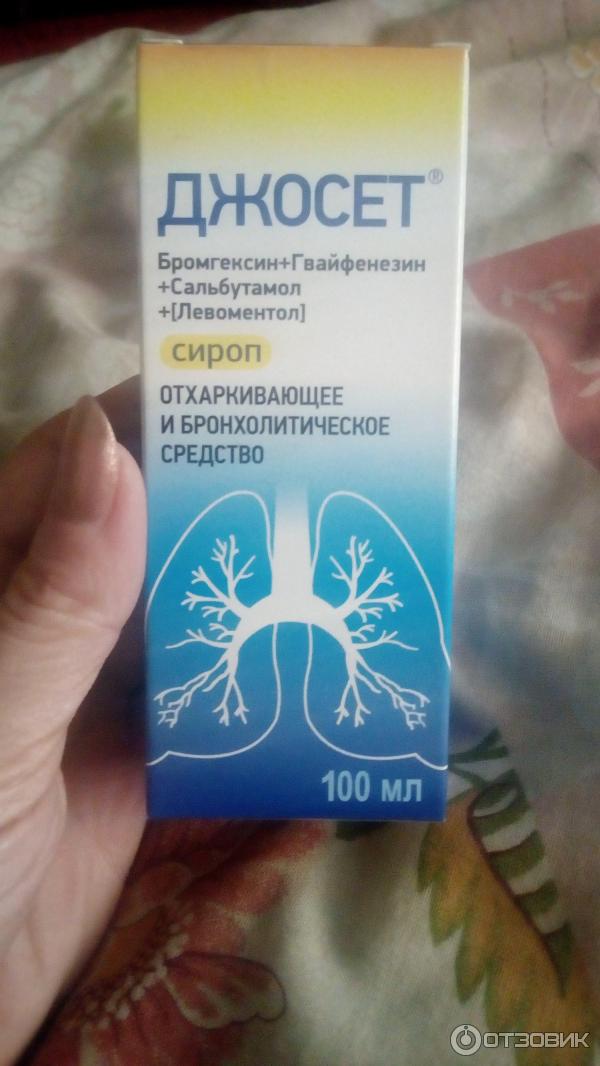 ДЖОСЕТ®
Бромгексин+Гвайфенезин
+Сальбутамол
+[Левоментол]
сироп
ОТХАРКИВАЮЩЕЕ
И БРОНХОЛИТИЧЕСКОЕ
СРЕДСТВО
100 мл
ОТЗОВИК